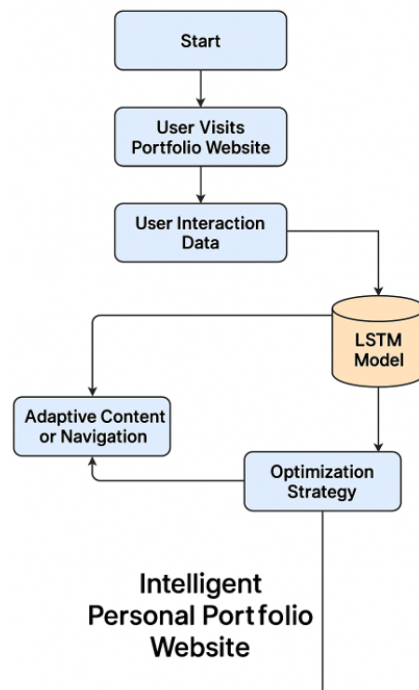 Start
User Visits
Portfolio Website
User Interaction
Data
LSTM
Model
Adaptive Content
or Navigation
Optimization
Strategy
Intelligent
Personal Portfolio
Website